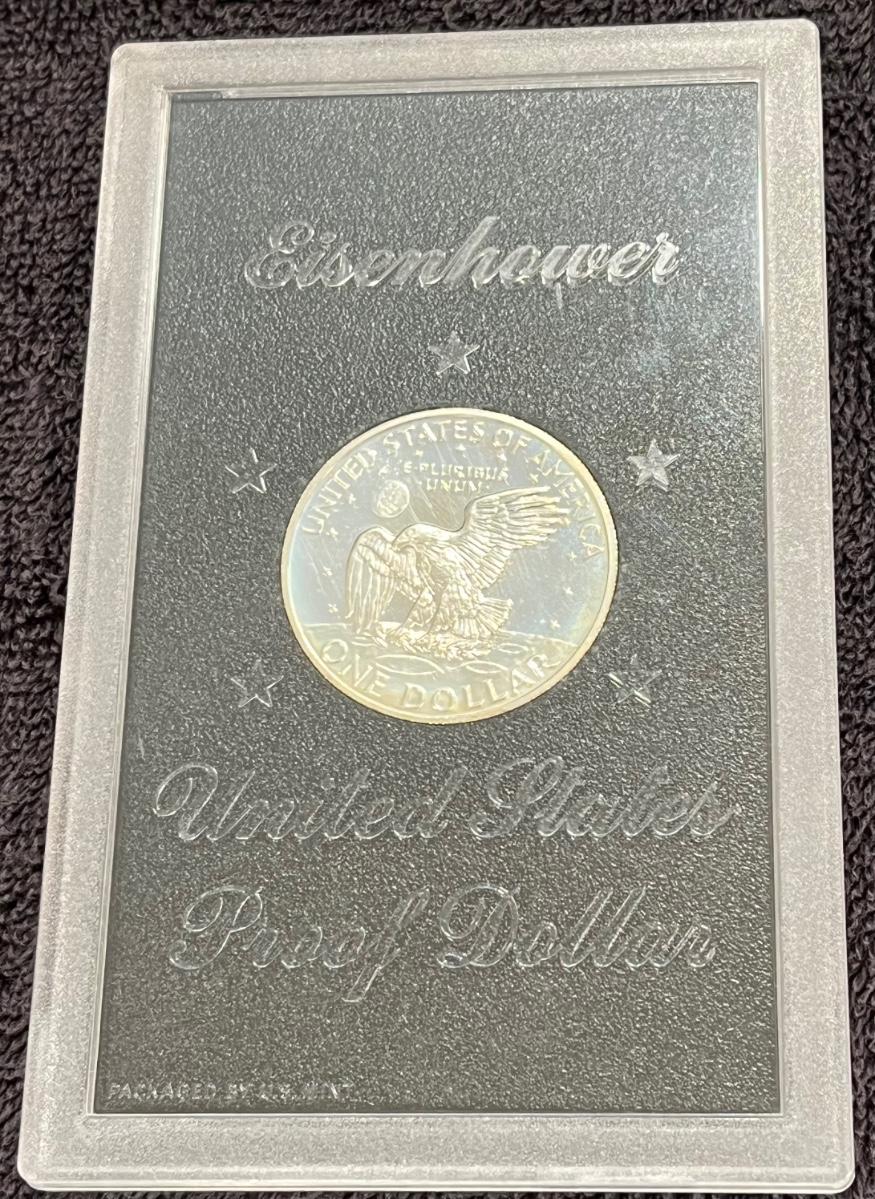 Eisenhower
UNITED STATES OF AMERICA
E·PLURIBUS
·UNUM·
ONE DOLLAR
United States
Proof Dollar
PACKAGED BY U.S. MINT